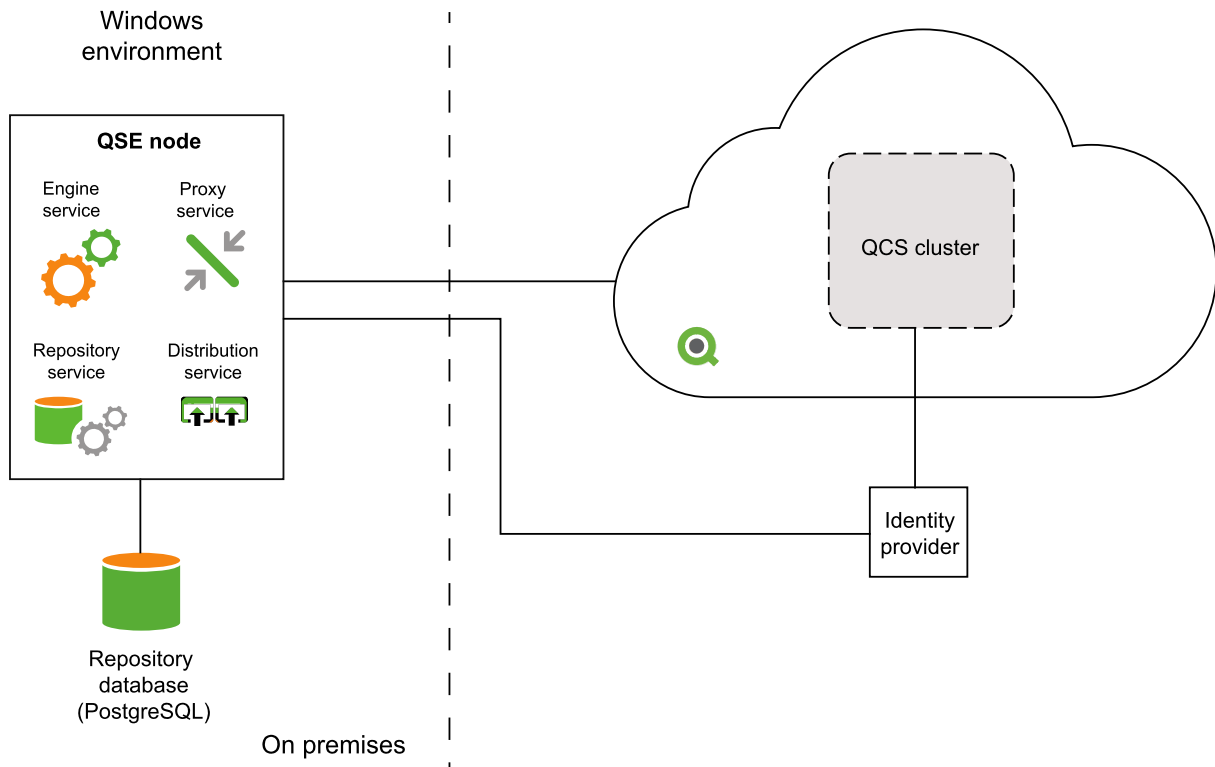 Windows
environment
QSE node
Engine
service
Proxy
service
Repository
service
Distribution
service
Repository
database
(PostgreSQL)
On premises
QCS cluster
Identity
provider